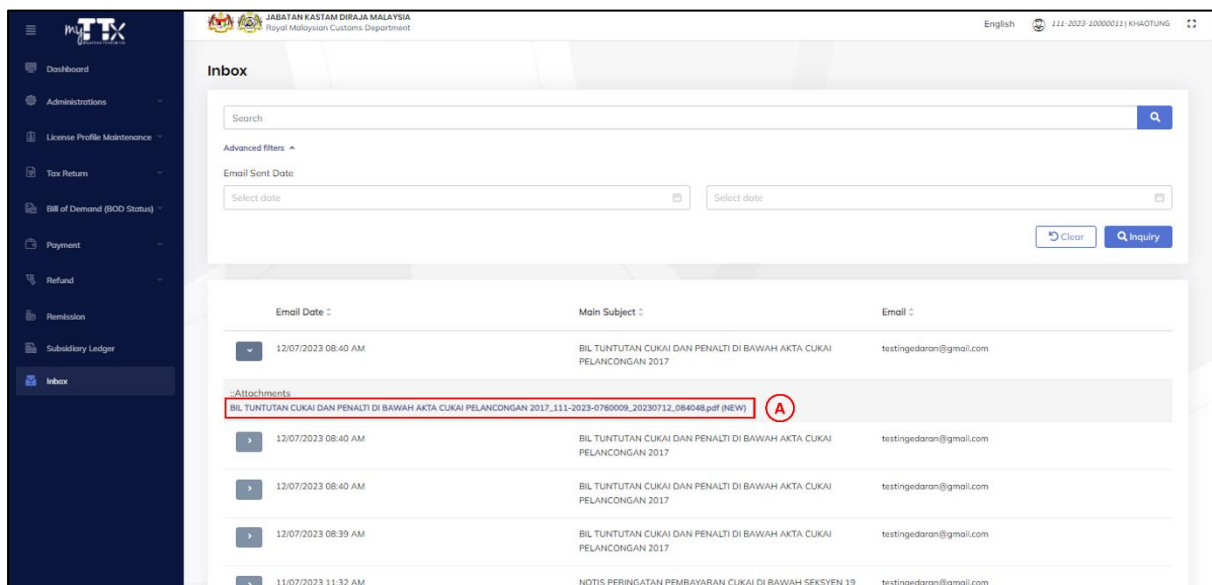 myTTX
JABATAN KASTAM DIRAJA MALAYSIA
Royal Malaysian Customs Department
English
111-2023-10000011 | KHAOTUNG
Dashboard
Administrations
License Profile Maintenance
Tax Return
Bill of Demand (BOD Status)
Payment
Refund
Remission
Subsidiary Ledger
Inbox
Inbox
Search
Advanced filters
Email Sent Date
Select date
Select date
Clear
Inquiry
Email Date
Main Subject
Email
12/07/2023 08:40 AM
BIL TUNTUTAN CUKAI DAN PENALTI DI BAWAH AKTA CUKAI
PELANCONGAN 2017
testingedaran@gmail.com
::Attachments
BIL TUNTUTAN CUKAI DAN PENALTI DI BAWAH AKTA CUKAI PELANCONGAN 2017_111-2023-0760009_20230712_084048.pdf (NEW)
A
12/07/2023 08:40 AM
BIL TUNTUTAN CUKAI DAN PENALTI DI BAWAH AKTA CUKAI
PELANCONGAN 2017
testingedaran@gmail.com
12/07/2023 08:40 AM
BIL TUNTUTAN CUKAI DAN PENALTI DI BAWAH AKTA CUKAI
PELANCONGAN 2017
testingedaran@gmail.com
12/07/2023 08:39 AM
BIL TUNTUTAN CUKAI DAN PENALTI DI BAWAH AKTA CUKAI
PELANCONGAN 2017
testingedaran@gmail.com
11/07/2023 11:32 AM
NOTIS PERINGATAN PEMBAYARAN CUKAI DI BAWAH SEKSYEN 19
testingedaran@gmail.com